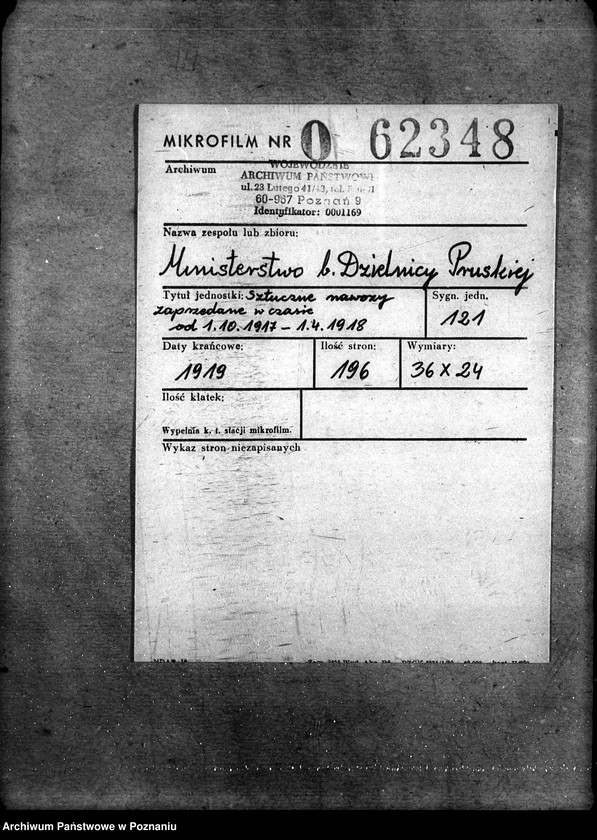 MIKROFILM NR 0 62348
Archiwum
WOJEWÓDZKIE
ARCHIWUM PAŃSTWOWE
ul. 23 Lutego 41/43, tel.
60-967 Poznań 9
Identyfikator: 0001169
Nazwa zespołu lub zbioru:
Ministerstwo b. Dzielnicy Pruskiej
Tytuł jednostki: Sztuczne nawozy
zaprzedane w czasie
od 1.10.1917 – 1.4.1918
Sygn. jedn.
121
Daty krańcowe:
1919
Ilość stron:
196
Wymiary:
36 x 24
Ilość klatek:
Wypełnia k. t. stacji mikrofilm.
Wykaz stron niezapisanych
Archiwum Państwowe w Poznaniu